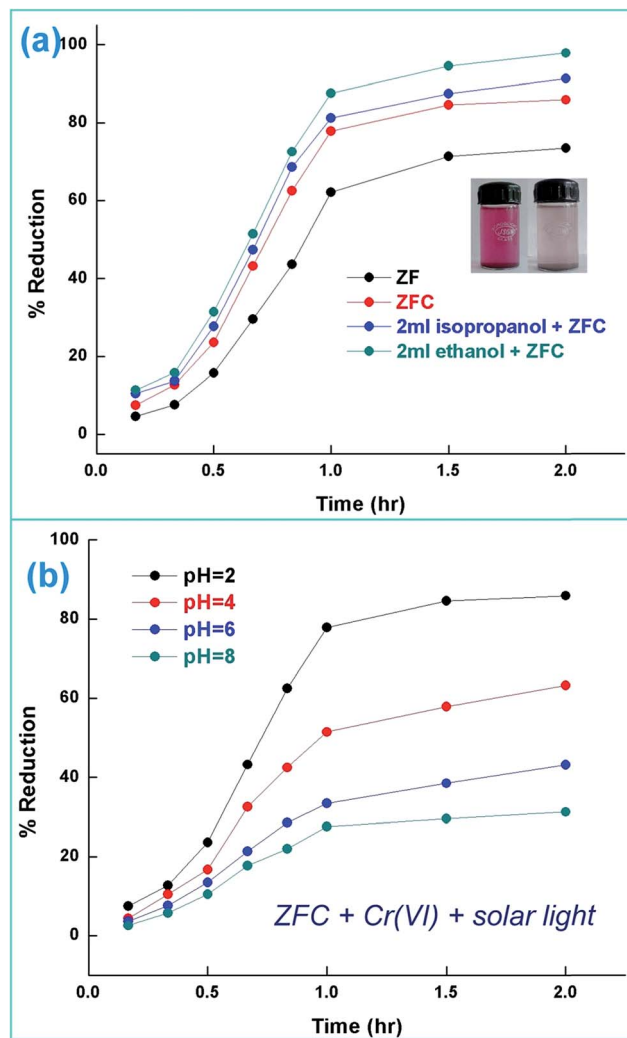 (a)
100
80
60
40
20
0
% Reduction
ZF
ZFC
2ml isopropanol + ZFC
2ml ethanol + ZFC
0.0 0.5 1.0 1.5 2.0
Time (hr)
(b)
100
80
60
40
20
0
% Reduction
pH=2
pH=4
pH=6
pH=8
ZFC + Cr(VI) + solar light
0.0 0.5 1.0 1.5 2.0
Time (hr)